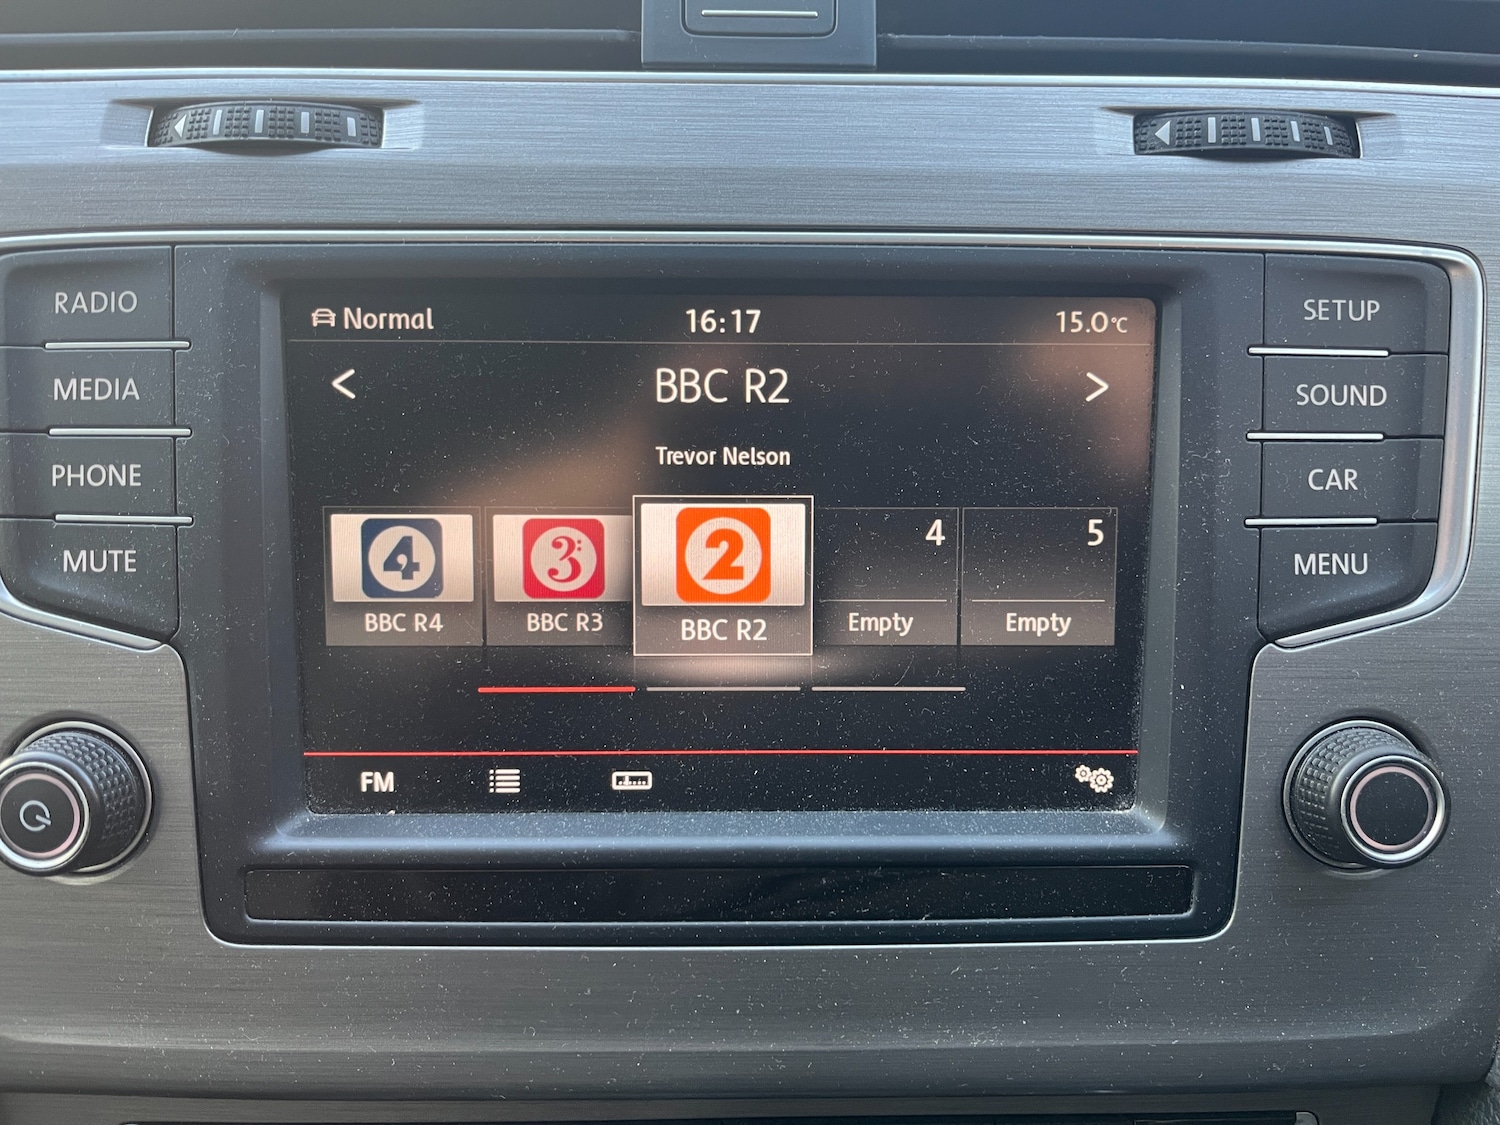 RADIO
MEDIA
PHONE
MUTE
Normal 16:17 15.0°C
< BBC R2 >
Trevor Nelson
4 3 2 4 5
BBC R4 BBC R3 BBC R2 Empty Empty
FM
SETUP
SOUND
CAR
MENU